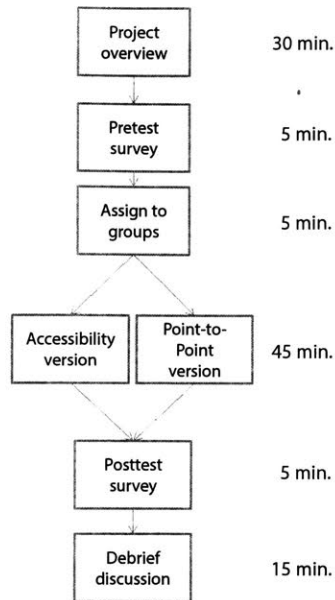 Project
overview
30 min.
Pretest
survey
5 min.
Assign to
groups
5 min.
Accessibility
version
Point-to-
Point
version
45 min.
Posttest
survey
5 min.
Debrief
discussion
15 min.